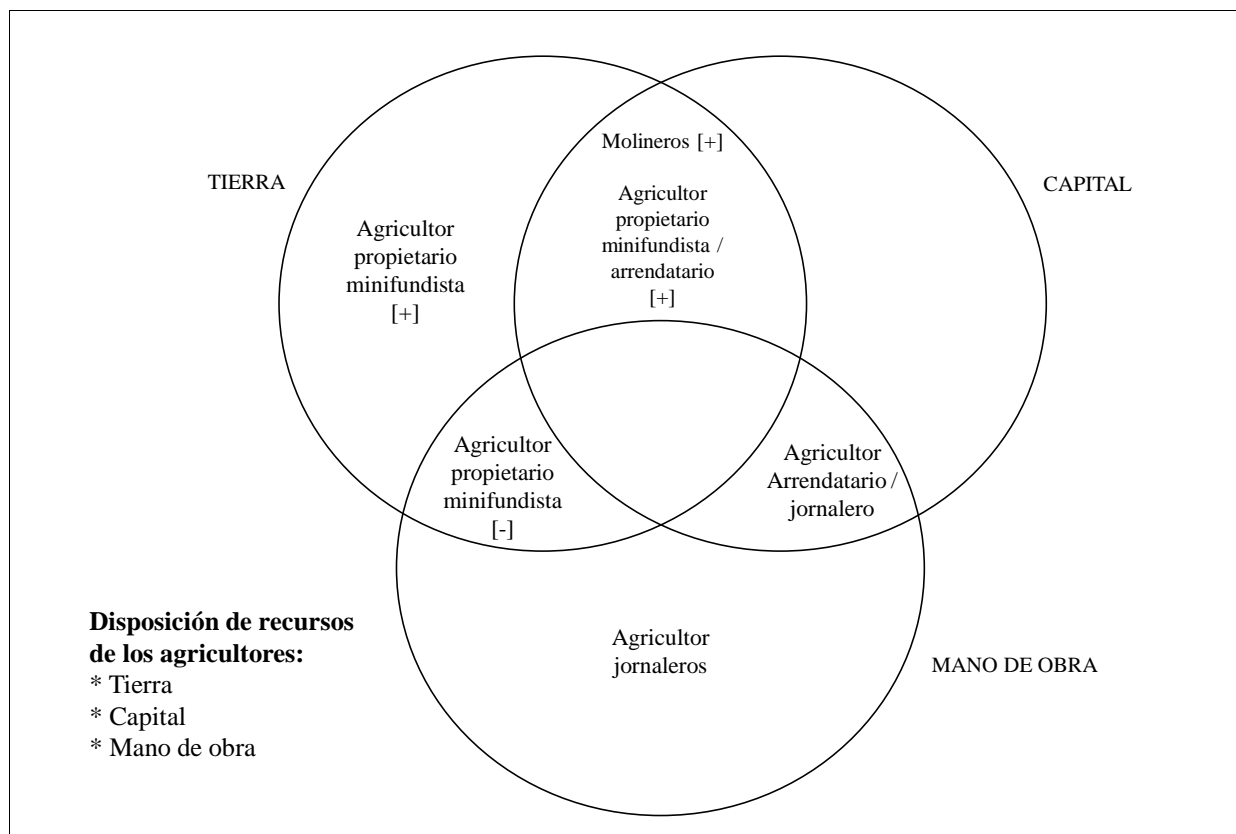 Molineros [+]
TIERRA
CAPITAL
Agricultor
propietario
minifundista /
arrendatario
[+]
Agricultor
propietario
minifundista
[+]
Agricultor
propietario
minifundista
[-]
Agricultor
Arrendatario /
jornalero
Disposición de recursos
de los agricultores:
* Tierra
* Capital
* Mano de obra
Agricultor
jornaleros
MANO DE OBRA